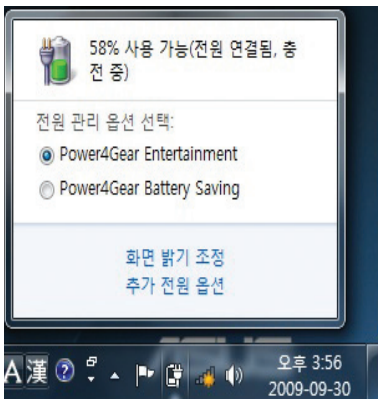 58% 사용 가능(전원 연결됨, 충
전 중)
전원 관리 옵션 선택:
Power4Gear Entertainment
Power4Gear Battery Saving
화면 밝기 조정
추가 전원 옵션
A漢
오후 3:56
2009-09-30